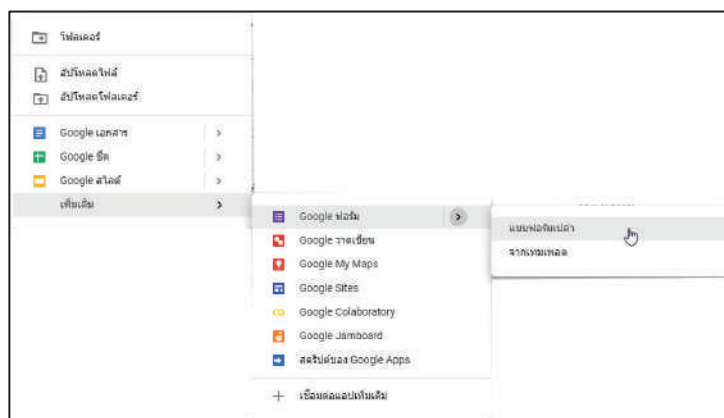 โฟลเดอร์
อัปโหลดไฟล์
อัปโหลดโฟลเดอร์
Google เอกสาร
Google ชีต
Google สไลด์
เพิ่มเติม
Google ฟอร์ม
Google วาดเขียน
Google My Maps
Google Sites
Google Colaboratory
Google Jamboard
สคริปต์ของ Google Apps
เชื่อมต่อแอปเพิ่มเติม
แบบฟอร์มเปล่า
จากเทมเพลต